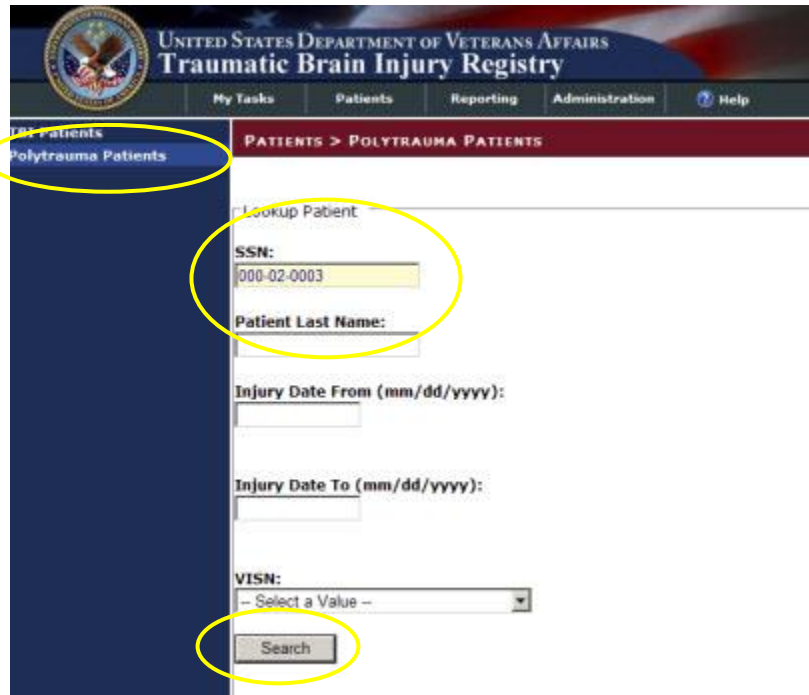 UNITED STATES DEPARTMENT OF VETERANS AFFAIRS
Traumatic Brain Injury Registry
My Tasks Patients Reporting Administration Help
TBI Patients
Polytrauma Patients
PATIENTS > POLYTRAUMA PATIENTS
Lookup Patient
SSN:
000-02-0003
Patient Last Name:
Injury Date From (mm/dd/yyyy):
Injury Date To (mm/dd/yyyy):
VISN:
-- Select a Value --
Search